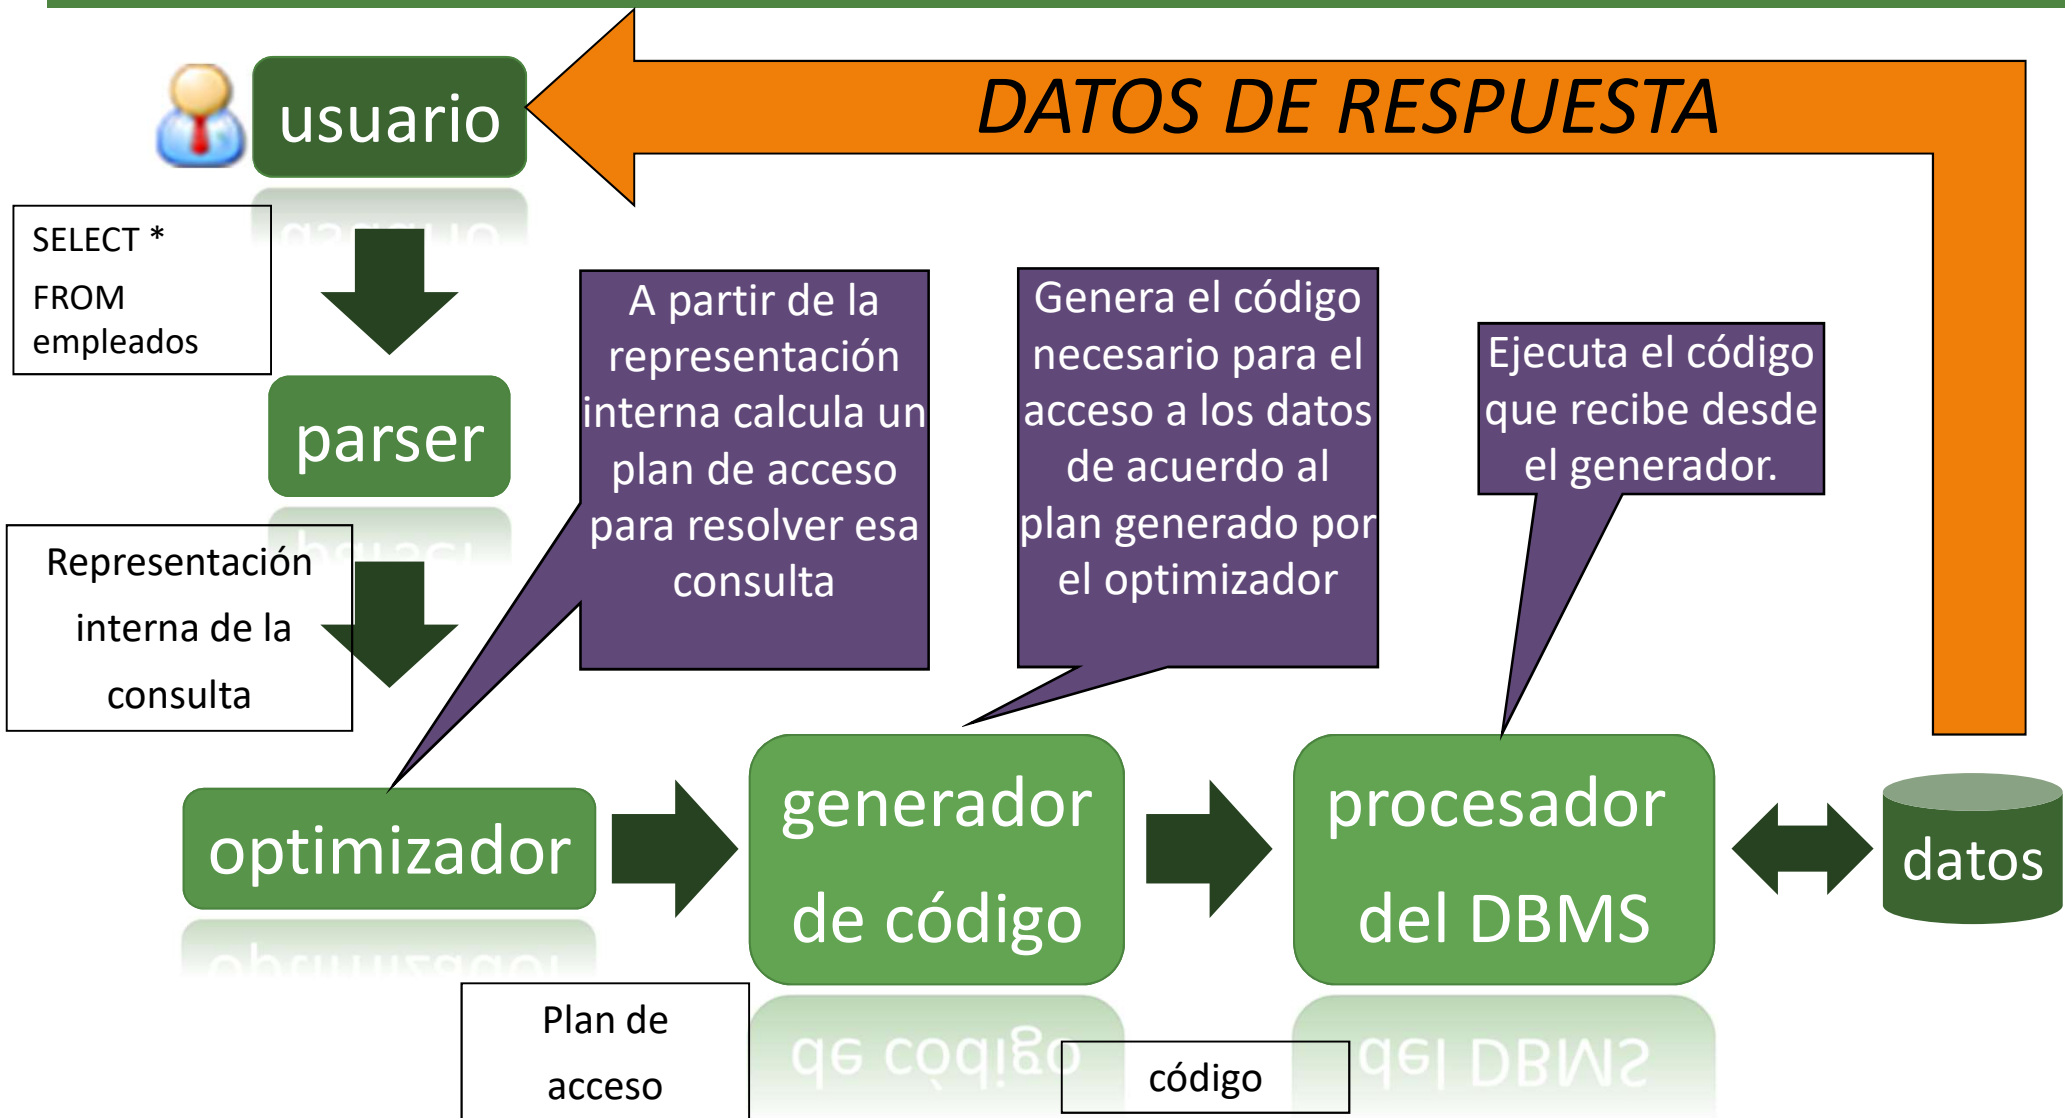 usuario
DATOS DE RESPUESTA
SELECT *
FROM
empleados
parser
Representación
interna de la
consulta
A partir de la
representación
interna calcula un
plan de acceso
para resolver esa
consulta
Genera el código
necesario para el
acceso a los datos
de acuerdo al
plan generado por
el optimizador
Ejecuta el código
que recibe desde
el generador.
optimizador
generador
de código
procesador
del DBMS
datos
Plan de
acceso
código